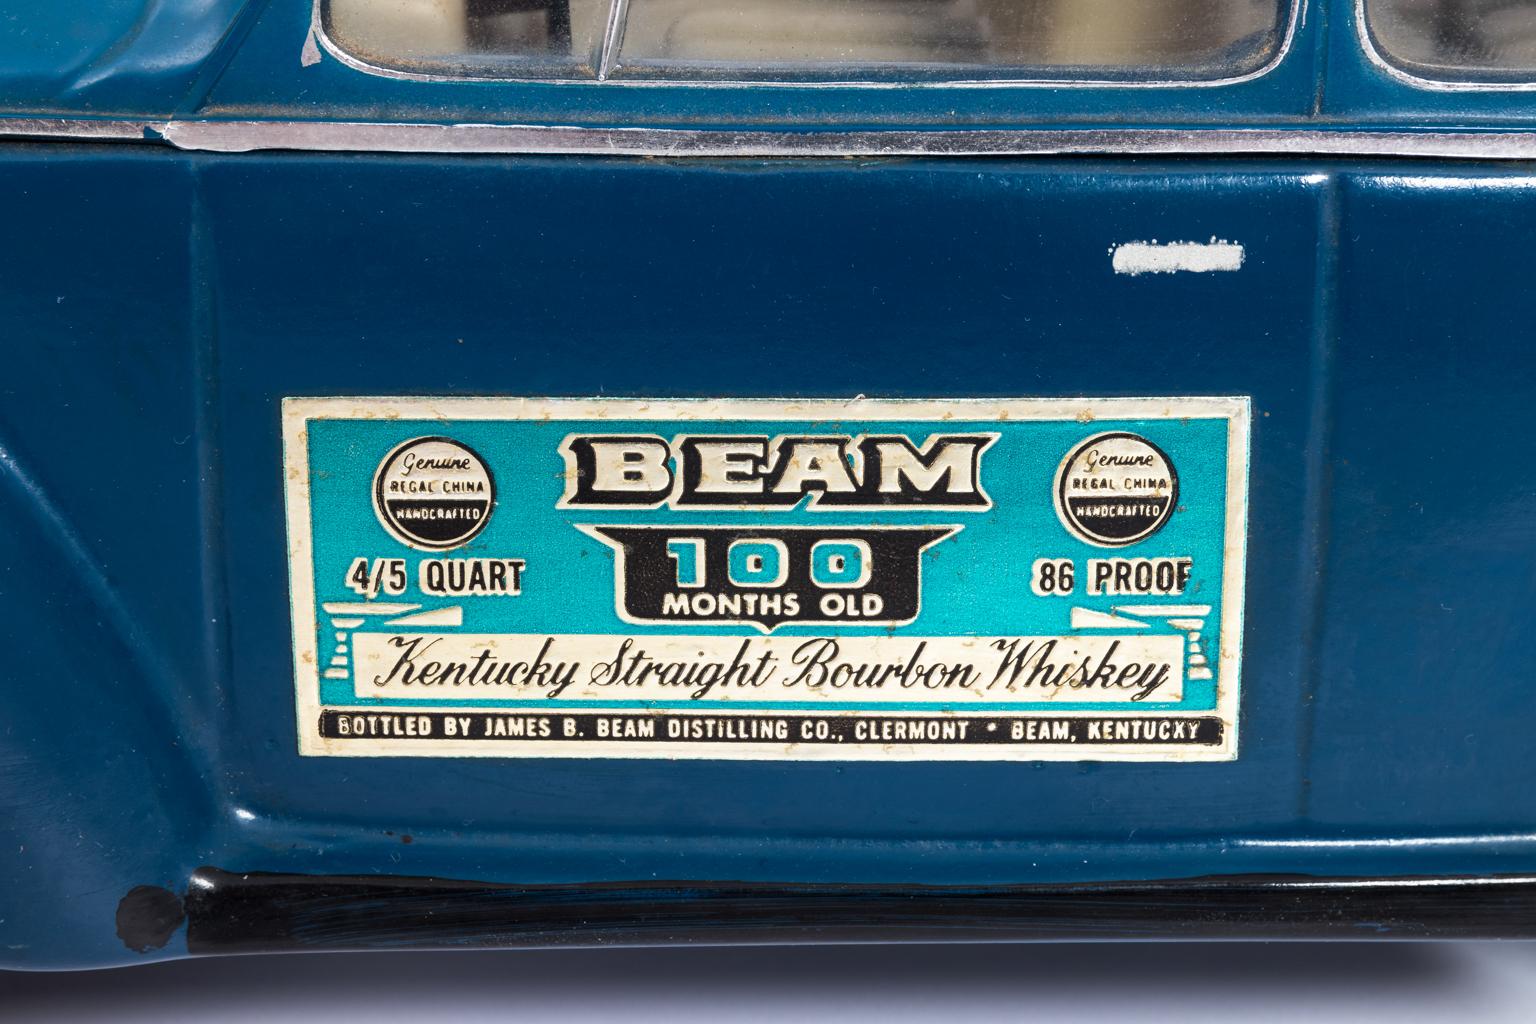 BEAM
Genuine
REGAL CHINA
HANDCRAFTED
Genuine
REGAL CHINA
HANDCRAFTED
4/5 QUART
100
MONTHS OLD
86 PROOF
Kentucky Straight Bourbon Whiskey
BOTTLED BY JAMES B. BEAM DISTILLING CO., CLERMONT • BEAM, KENTUCKY